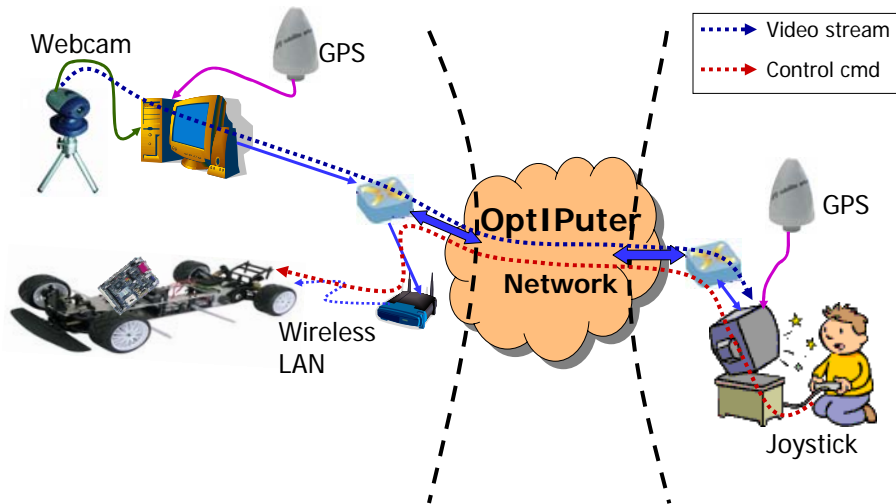 Webcam
GPS
Video stream
Control cmd
OptIPuter
Network
GPS
Wireless
LAN
Joystick